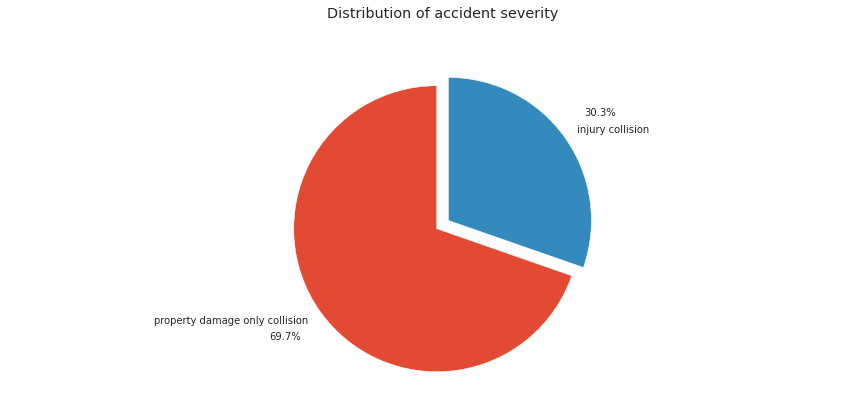 Distribution of accident severity
30.3%
injury collision
property damage only collision
69.7%